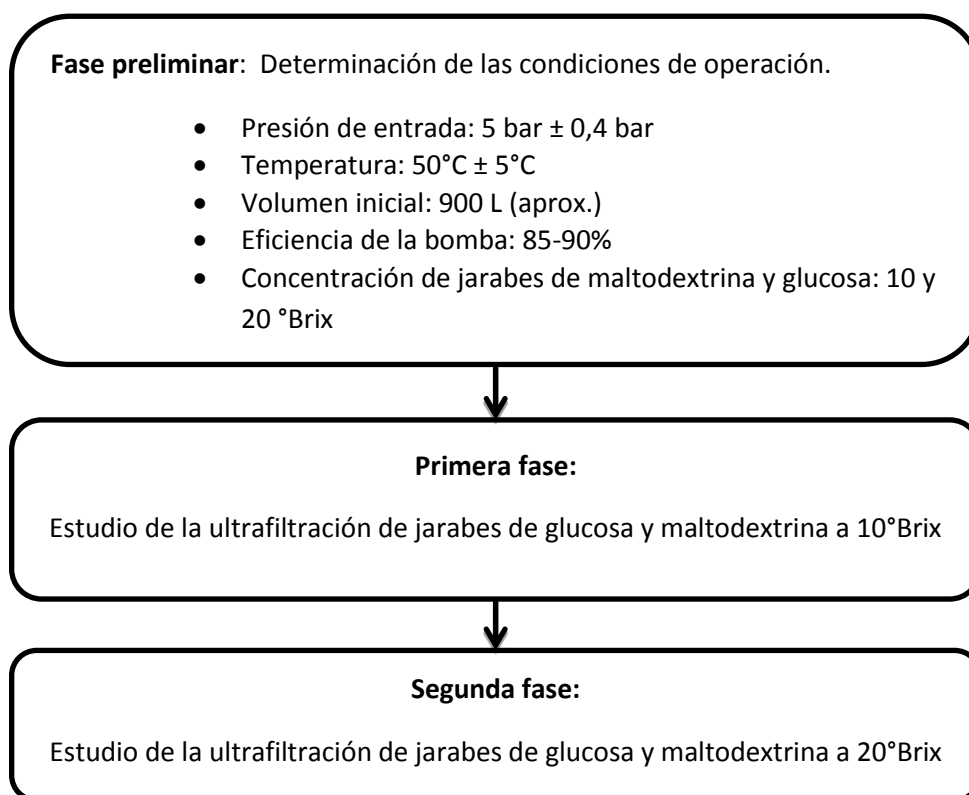 Fase preliminar: Determinación de las condiciones de operación.
• Presión de entrada: 5 bar ± 0,4 bar
• Temperatura: 50°C ± 5°C
• Volumen inicial: 900 L (aprox.)
• Eficiencia de la bomba: 85-90%
• Concentración de jarabes de maltodextrina y glucosa: 10 y
20 °Brix
Primera fase:
Estudio de la ultrafiltración de jarabes de glucosa y maltodextrina a 10°Brix
Segunda fase:
Estudio de la ultrafiltración de jarabes de glucosa y maltodextrina a 20°Brix